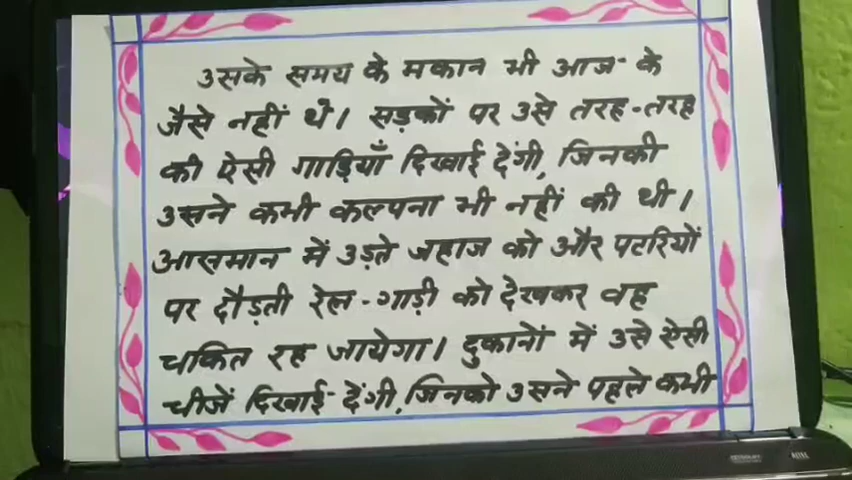 उसके समय के मकान भी आज के
जैसे नहीं थे। सड़कों पर उसे तरह-तरह
की ऐसी गाड़ियाँ दिखाई देंगी, जिनकी
उसने कभी कल्पना भी नहीं की थी।
आसमान में उड़ते जहाज को और पटरियों
पर दौड़ती रेल-गाड़ी को देखकर वह
चकित रह जायेगा। दुकानों में उसे ऐसी
चीजें दिखाई देंगी, जिनको उसने पहले कभी